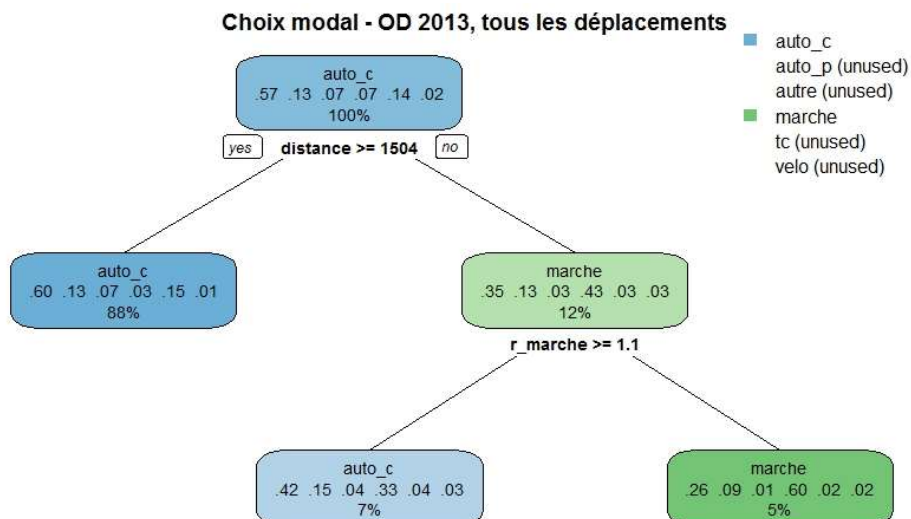 Choix modal - OD 2013, tous les déplacements
auto_c
auto_p (unused)
autre (unused)
marche
tc (unused)
velo (unused)
auto_c
.57 .13 .07 .07 .14 .02
100%
yes distance >= 1504 no
auto_c
.60 .13 .07 .03 .15 .01
88%
marche
.35 .13 .03 .43 .03 .03
12%
r_marche >= 1.1
auto_c
.42 .15 .04 .33 .04 .03
7%
marche
.26 .09 .01 .60 .02 .02
5%